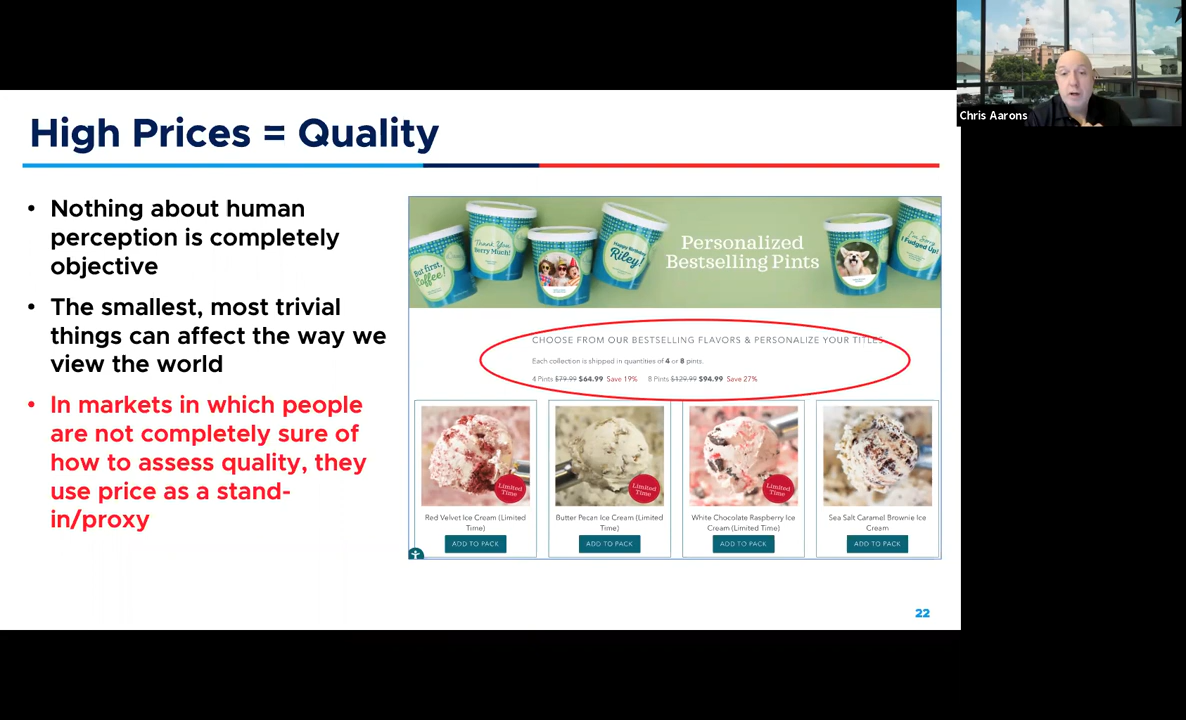 High Prices = Quality
Chris Aarons
• Nothing about human
perception is completely
objective
• The smallest, most trivial
things can affect the way we
view the world
• In markets in which people
are not completely sure of
how to assess quality, they
use price as a stand-
in/proxy
But First,
Coffee!
Thank You
Berry Much!
Happy Birthday
Riley!
Personalized
Bestselling Pints
I'm Sorry
I Fudged Up!
CHOOSE FROM OUR BESTSELLING FLAVORS & PERSONALIZE YOUR TITLES.
Each collection is shipped in quantities of 4 or 8 pints.
4 Pints $79.99 $64.99 Save 19% 8 Pints $129.99 $94.99 Save 27%
Limited
Time
Limited
Time
Limited
Time
Red Velvet Ice Cream (Limited
Time)
ADD TO PACK
Butter Pecan Ice Cream (Limited
Time)
ADD TO PACK
White Chocolate Raspberry Ice
Cream (Limited Time)
ADD TO PACK
Sea Salt Caramel Brownie Ice
Cream
ADD TO PACK
22